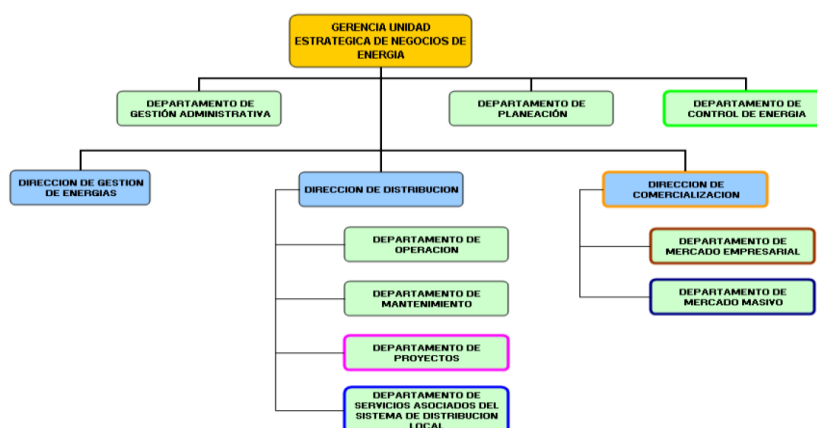 GERENCIA UNIDAD
ESTRATEGICA DE NEGOCIOS DE
ENERGIA
DEPARTAMENTO DE
GESTIÓN ADMINISTRATIVA
DEPARTAMENTO DE
PLANEACIÓN
DEPARTAMENTO DE
CONTROL DE ENERGIA
DIRECCION DE GESTION
DE ENERGIAS
DIRECCION DE DISTRIBUCION
DIRECCION DE
COMERCIALIZACION
DEPARTAMENTO DE
OPERACION
DEPARTAMENTO DE
MANTENIMIENTO
DEPARTAMENTO DE
PROYECTOS
DEPARTAMENTO DE
SERVICIOS ASOCIADOS DEL
SISTEMA DE DISTRIBUCION
LOCAL
DEPARTAMENTO DE
MERCADO EMPRESARIAL
DEPARTAMENTO DE
MERCADO MASIVO